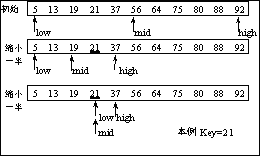 初始 5 13 19 21 37 56 64 75 80 88 92
low mid high
缩小 5 13 19 21 37 56 64 75 80 88 92
一半 low mid high
缩小 5 13 19 21 37 56 64 75 80 88 92
一半
low high
mid 本例 Key=21